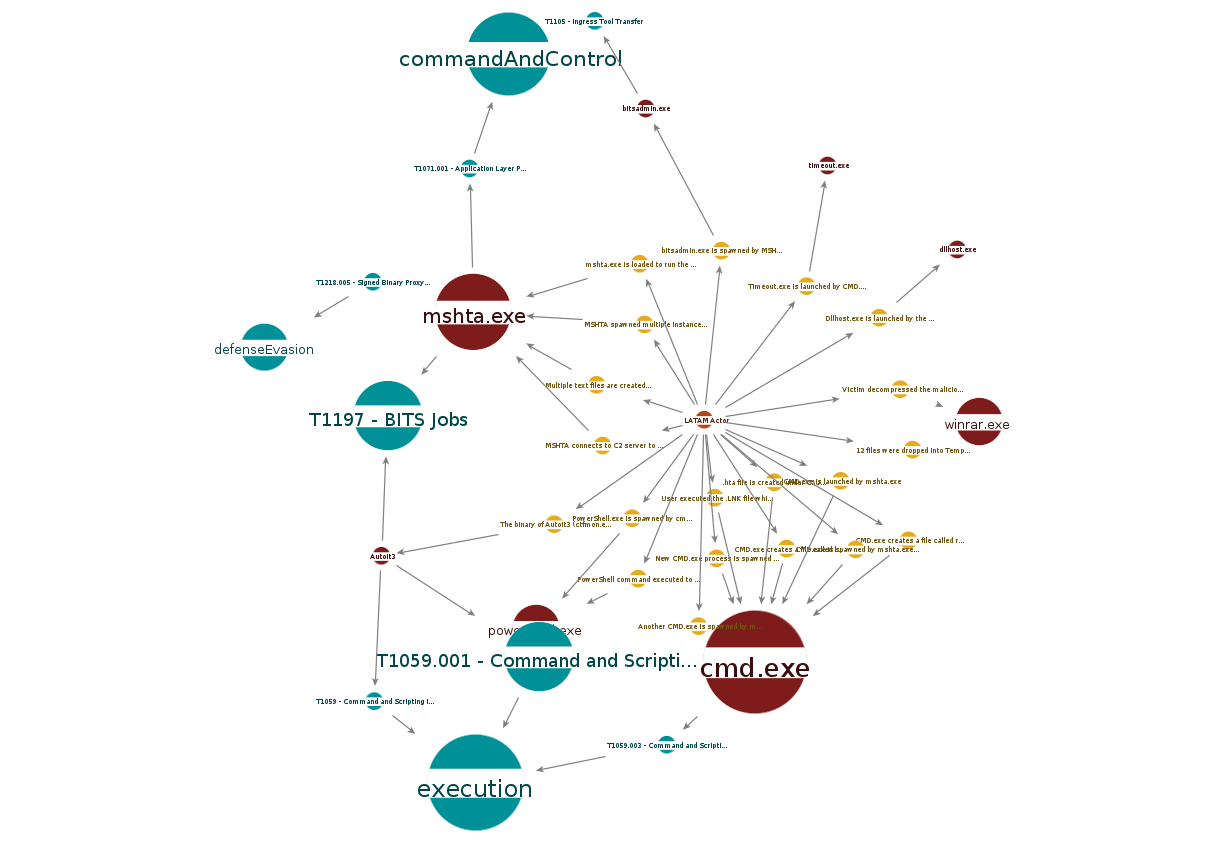 T1105 - Ingress Tool Transfer
commandAndControl
bitsadmin.exe
timeout.exe
T1071.001 - Application Layer P...
bitsadmin.exe is spawned by MSH...
dllhost.exe
mshta.exe is loaded to run the ...
T1218.005 - Signed Binary Proxy...
Timeout.exe is launched by CMD....
mshta.exe
Dllhost.exe is launched by the ...
MSHTA spawned multiple instance...
defenseEvasion
Multiple text files are created...
Victim decompressed the malicio...
T1197 - BITS Jobs
LATAM Actor
winrar.exe
MSHTA connects to C2 server to ...
12 files were dropped into Temp...
.hta file is created
CMD.exe is launched by mshta.exe
User executed the .LNK file whi...
PowerShell.exe is spawned by cm...
The binary of AutoIt3 (ctfmon.e...
CMD.exe creates a file called r...
CMD.exe creates a file called
spawned by mshta.exe...
AutoIt3
New CMD.exe process is spawned ...
PowerShell command executed to ...
Another CMD.exe is spawned by m...
T1059.001 - Command and Scripti...
cmd.exe
T1059 - Command and Scripting I...
T1059.003 - Command and Scripti...
execution